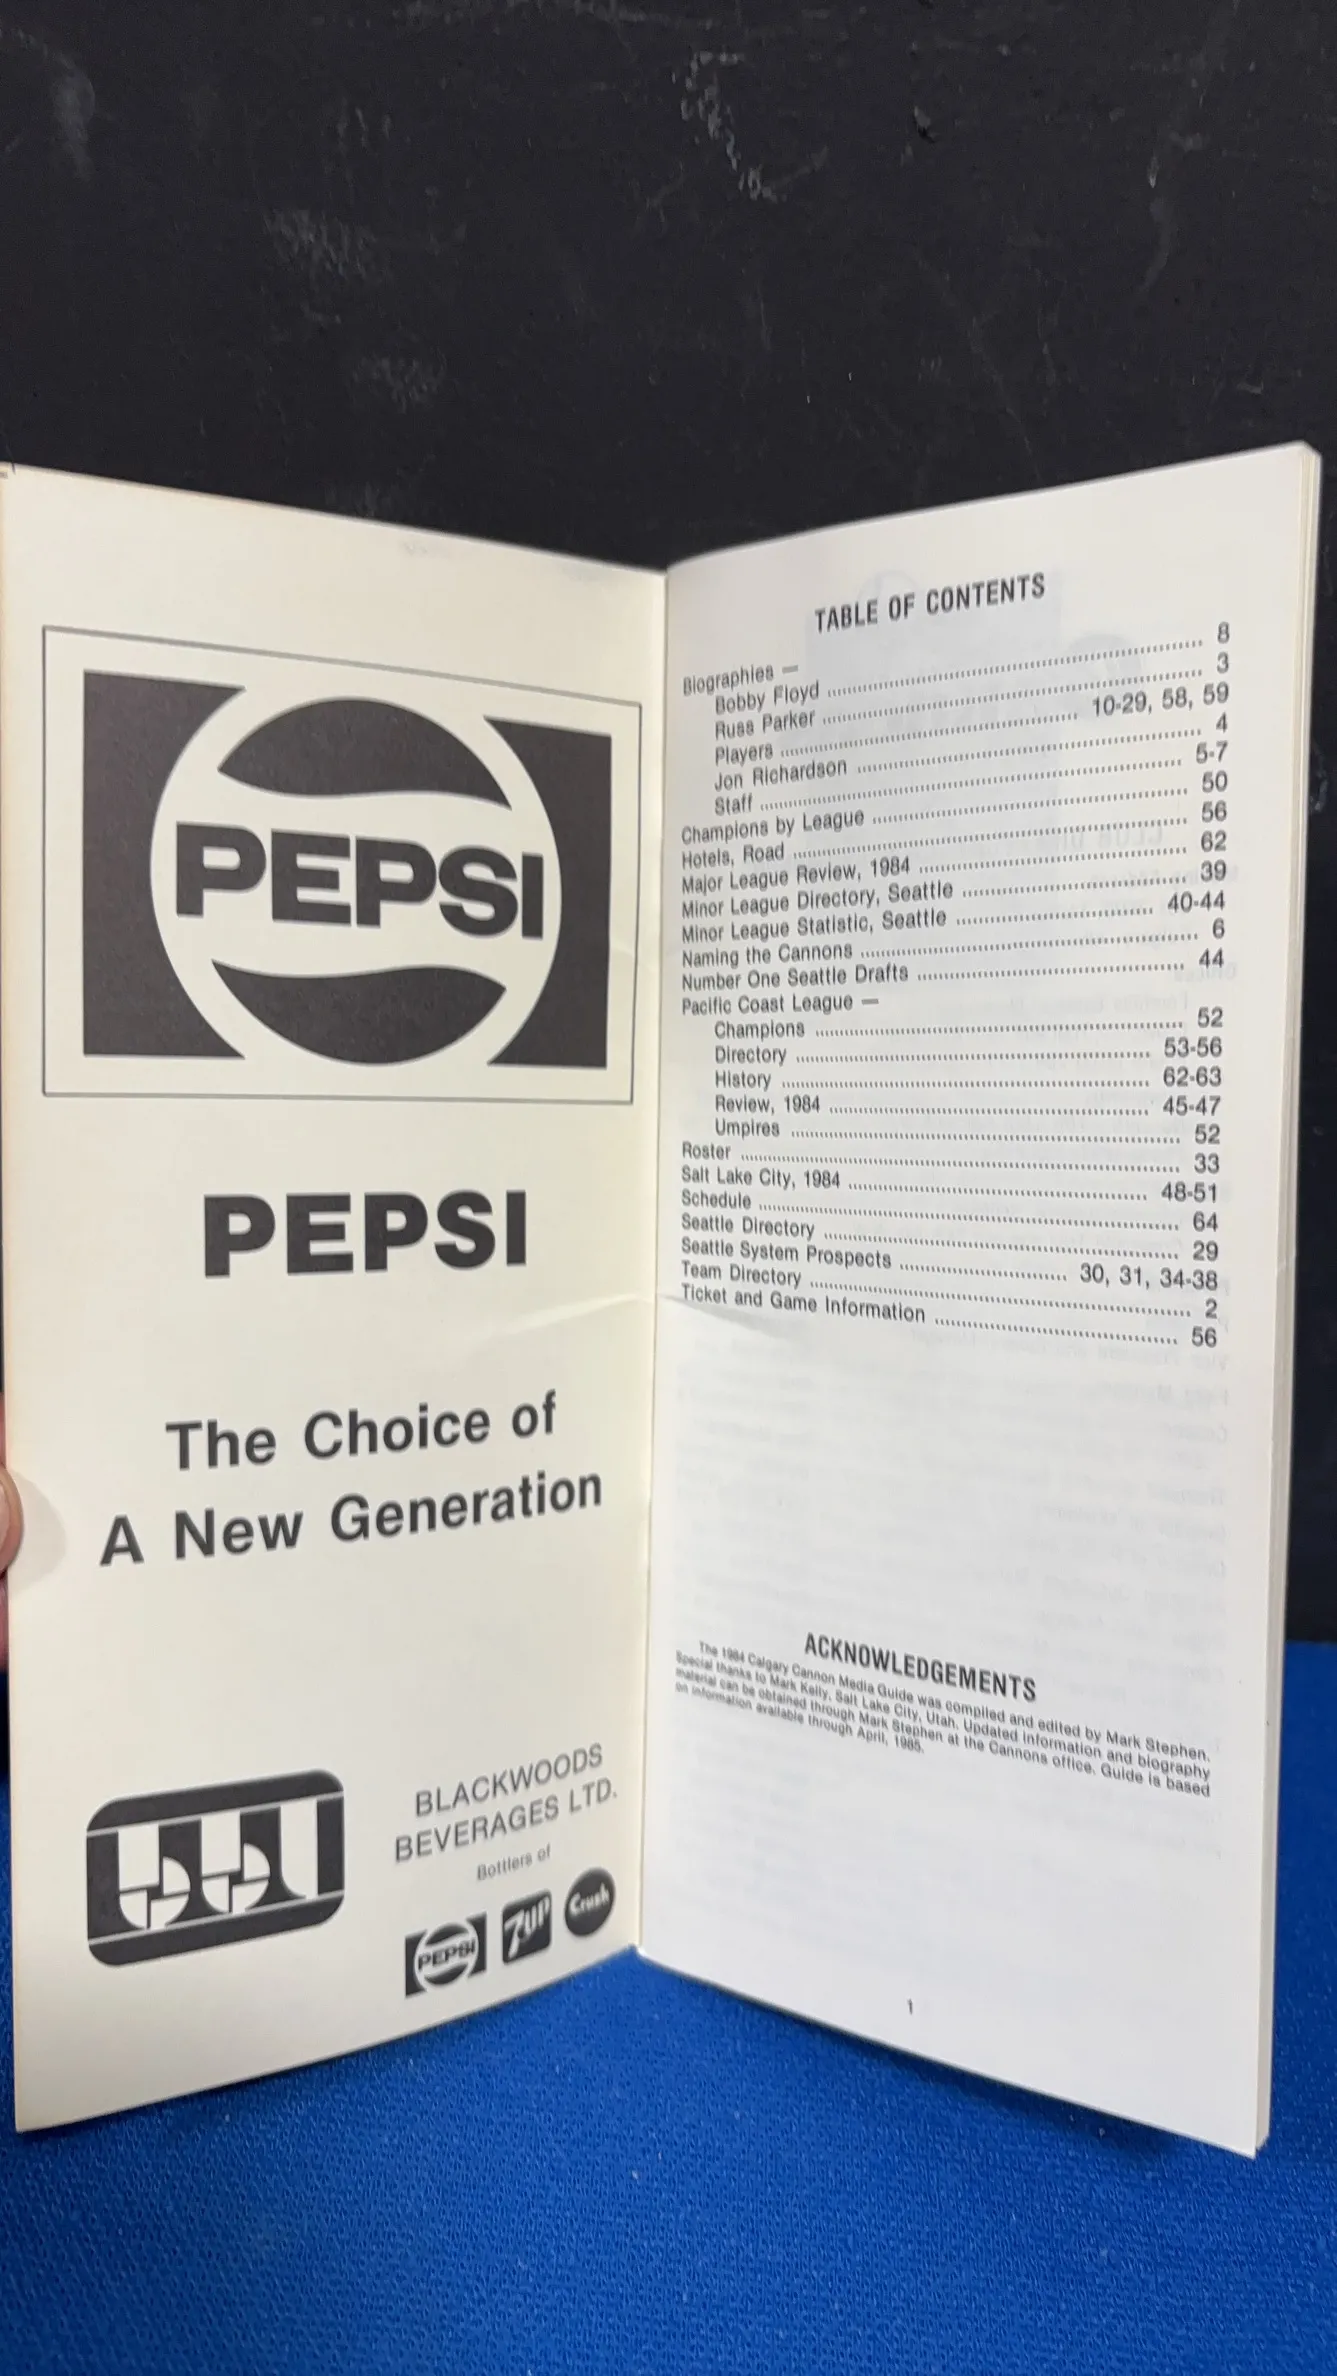 PEPSI
PEPSI
The Choice of
A New Generation
BLACKWOODS
BEVERAGES LTD.
Bottlers of
PEPSI
7UP
Crush
TABLE OF CONTENTS
Biographies —
Bobby Floyd ........ 8
Russ Parker ........ 3
Players ........ 10-29, 58, 59
Jon Richardson ........ 4
Staff ........ 5-7
Champions by League ........ 50
Hotels, Road ........ 56
Major League Review, 1984 ........ 62
Minor League Directory, Seattle ........ 39
Minor League Statistic, Seattle ........ 40-44
Naming the Cannons ........ 6
Number One Seattle Drafts ........ 44
Pacific Coast League —
Champions ........ 52
Directory ........ 53-56
History ........ 62-63
Review, 1984 ........ 45-47
Umpires ........ 52
Roster ........ 33
Salt Lake City, 1984 ........ 48-51
Schedule ........ 64
Seattle Directory ........ 29
Seattle System Prospects ........ 30, 31, 34-38
Team Directory ........ 2
Ticket and Game Information ........ 56
ACKNOWLEDGEMENTS
The 1984 Calgary Cannon Media Guide was compiled and edited by Mark Stephen.
Special thanks to Mark Kelly, Salt Lake City, Utah. Updated information and biography
material can be obtained through Mark Stephen at the Cannons office. Guide is based
on information available through April, 1985.
1